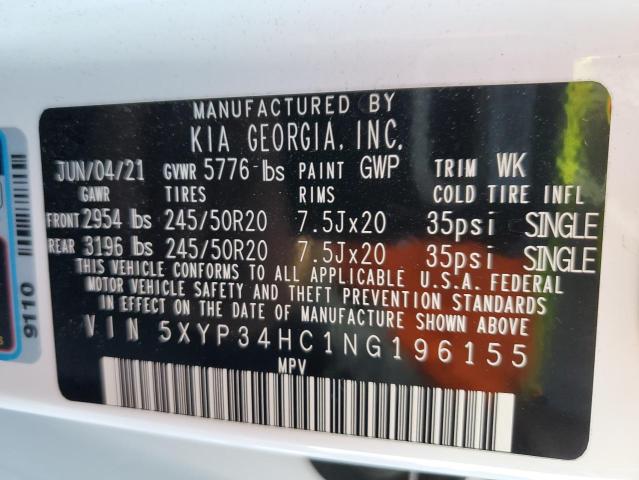 MANUFACTURED BY
KIA GEORGIA, INC.
JUN/04/21 GVWR 5776-lbs PAINT GWP TRIM WK
GAWR TIRES RIMS COLD TIRE INFL
FRONT 2954 lbs 245/50R20 7.5Jx20 35psi SINGLE
REAR 3196 lbs 245/50R20 7.5Jx20 35psi SINGLE
THIS VEHICLE CONFORMS TO ALL APPLICABLE U.S.A. FEDERAL
MOTOR VEHICLE SAFETY AND THEFT PREVENTION STANDARDS
IN EFFECT ON THE DATE OF MANUFACTURE SHOWN ABOVE
VIN 5XYP34HC1NG196155
MPV
9110